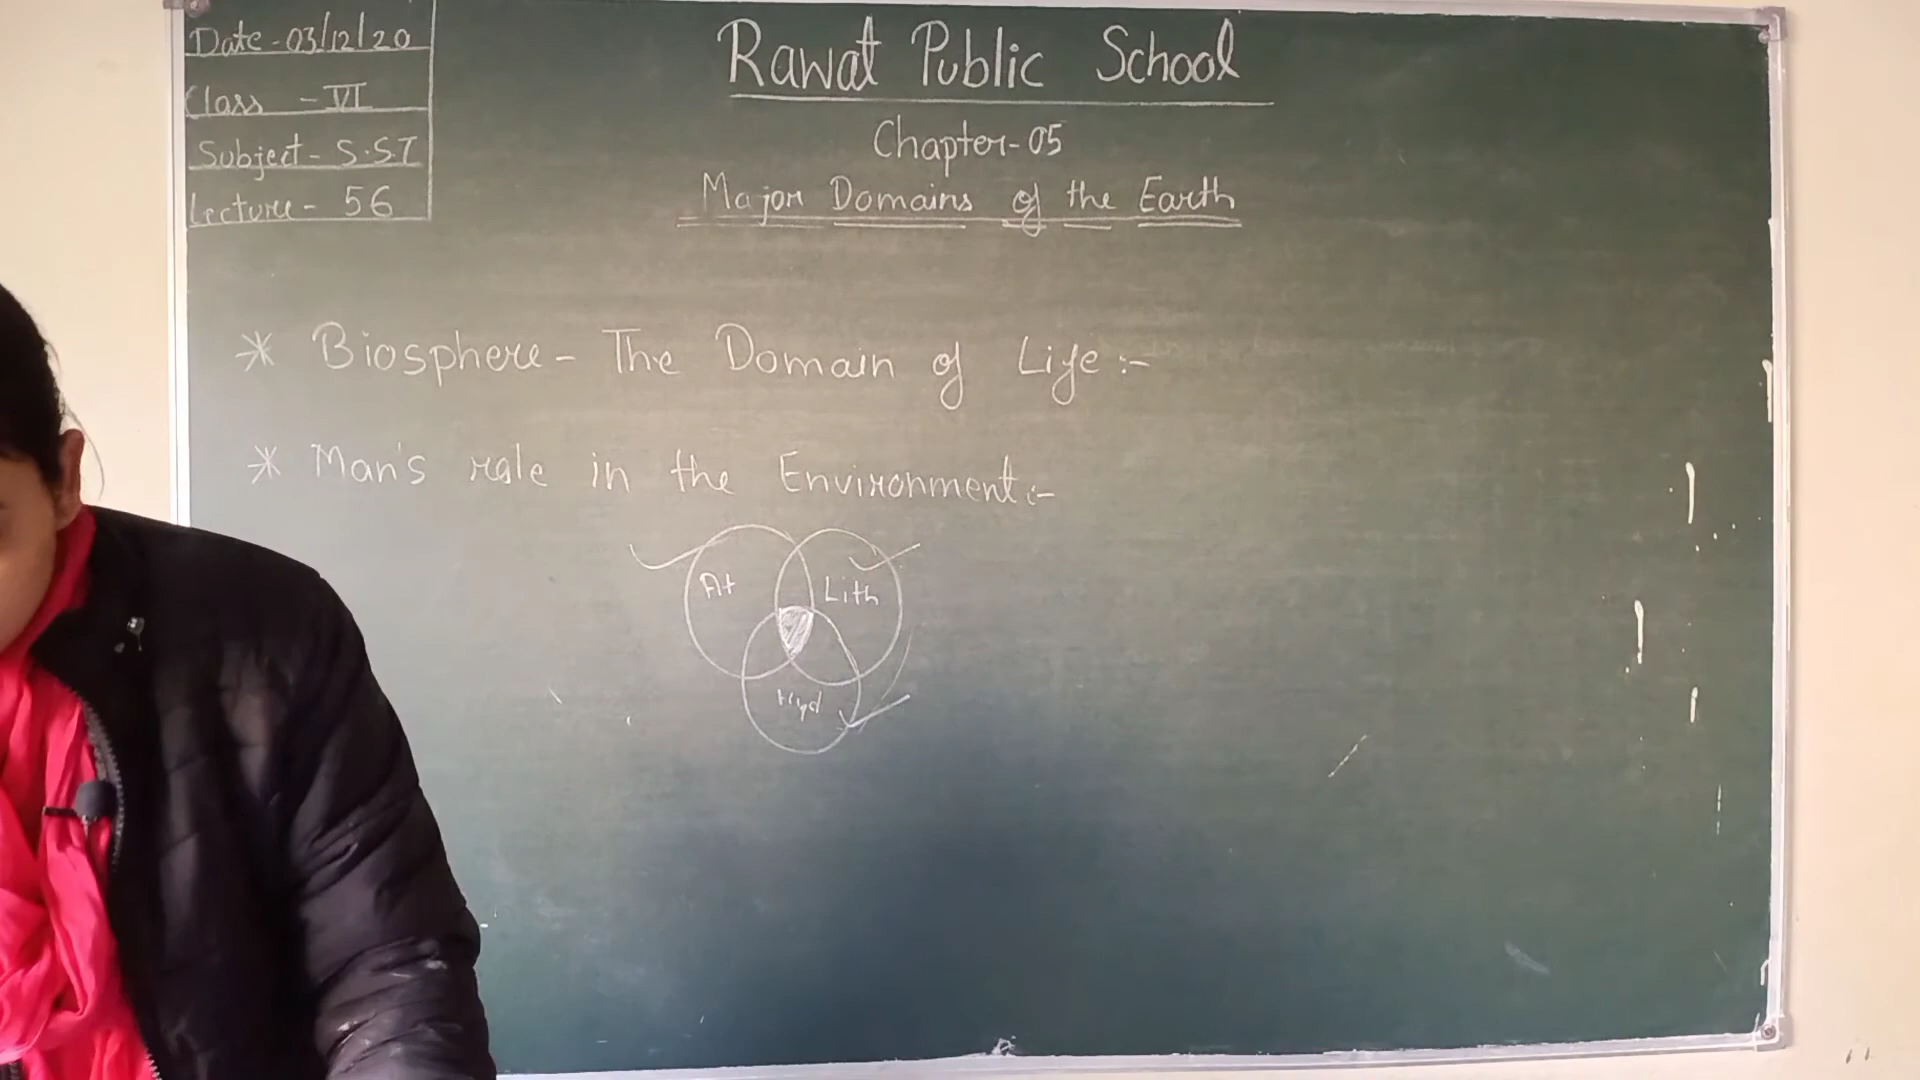 Date - 03/12/20
Class - VI
Subject - S.ST
Lecture - 56
Rawat Public School
Chapter-05
Major Domains of the Earth
* Biosphere - The Domain of Life :-
* Man's role in the Environment :-
At
Lith
Hyd